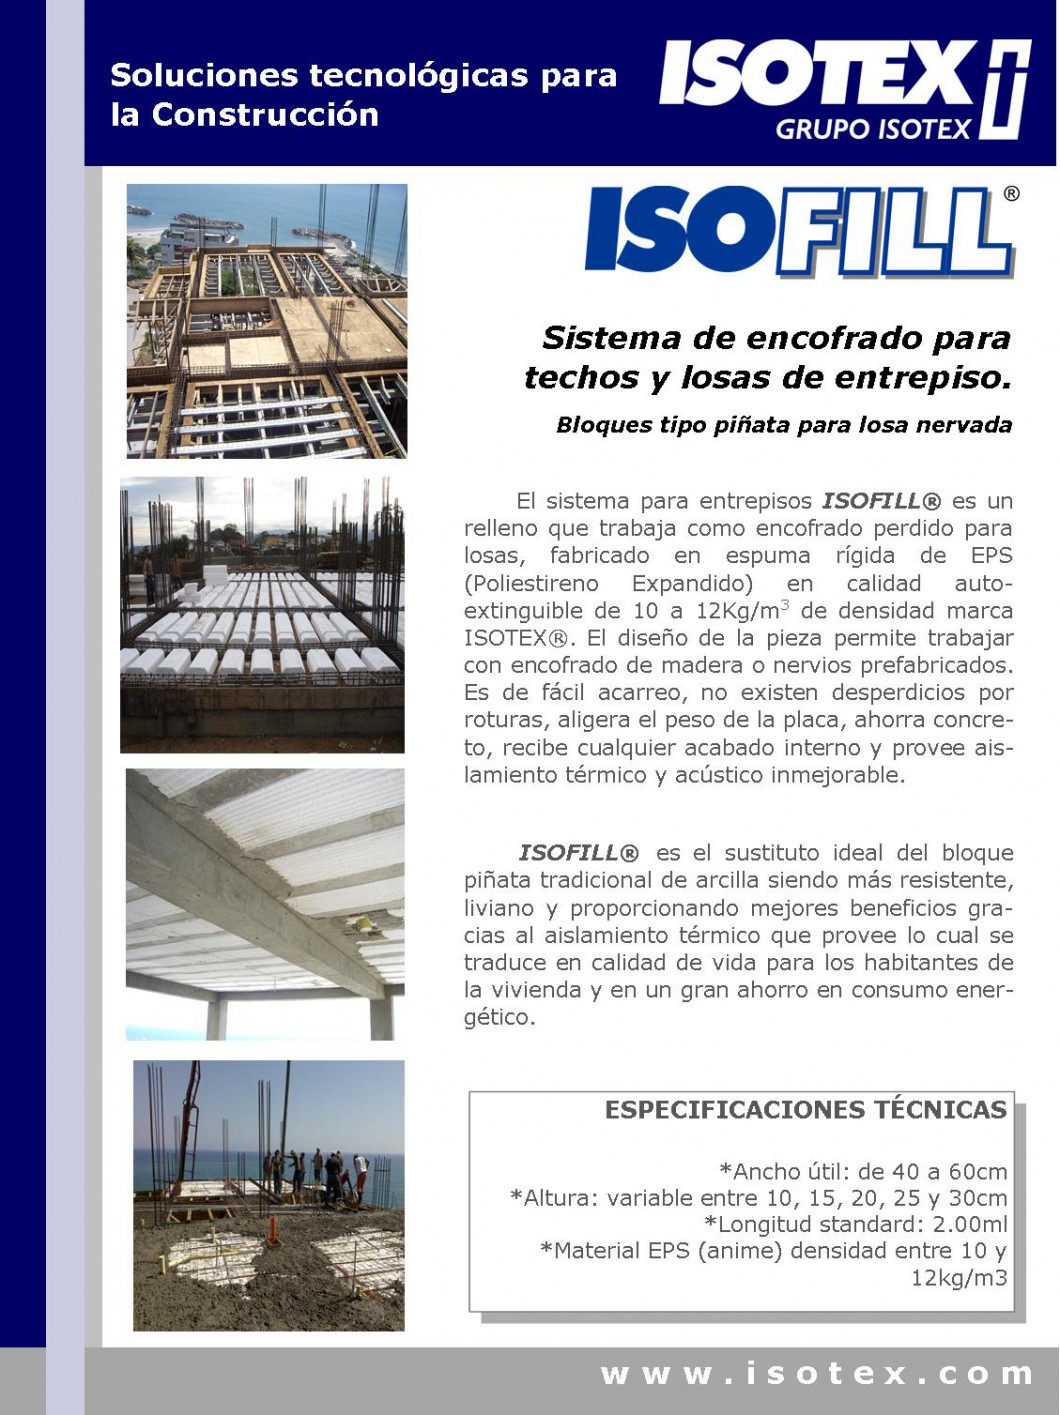 Soluciones tecnológicas para
la Construcción
ISOTEX
GRUPO ISOTEX
ISOFILL®
Sistema de encofrado para
techos y losas de entrepiso.
Bloques tipo piñata para losa nervada
El sistema para entrepisos ISOFILL® es un
relleno que trabaja como encofrado perdido para
losas, fabricado en espuma rígida de EPS
(Poliestireno Expandido) en calidad auto-
extinguible de 10 a 12Kg/m³ de densidad marca
ISOTEX®. El diseño de la pieza permite trabajar
con encofrado de madera o nervios prefabricados.
Es de fácil acarreo, no existen desperdicios por
roturas, aligera el peso de la placa, ahorra concre-
to, recibe cualquier acabado interno y provee ais-
lamiento térmico y acústico inmejorable.
ISOFILL® es el sustituto ideal del bloque
piñata tradicional de arcilla siendo más resistente,
liviano y proporcionando mejores beneficios gra-
cias al aislamiento térmico que provee lo cual se
traduce en calidad de vida para los habitantes de
la vivienda y en un gran ahorro en consumo ener-
gético.
ESPECIFICACIONES TÉCNICAS
*Ancho útil: de 40 a 60cm
*Altura: variable entre 10, 15, 20, 25 y 30cm
*Longitud standard: 2.00ml
*Material EPS (anime) densidad entre 10 y
12kg/m3
www.isotex.com